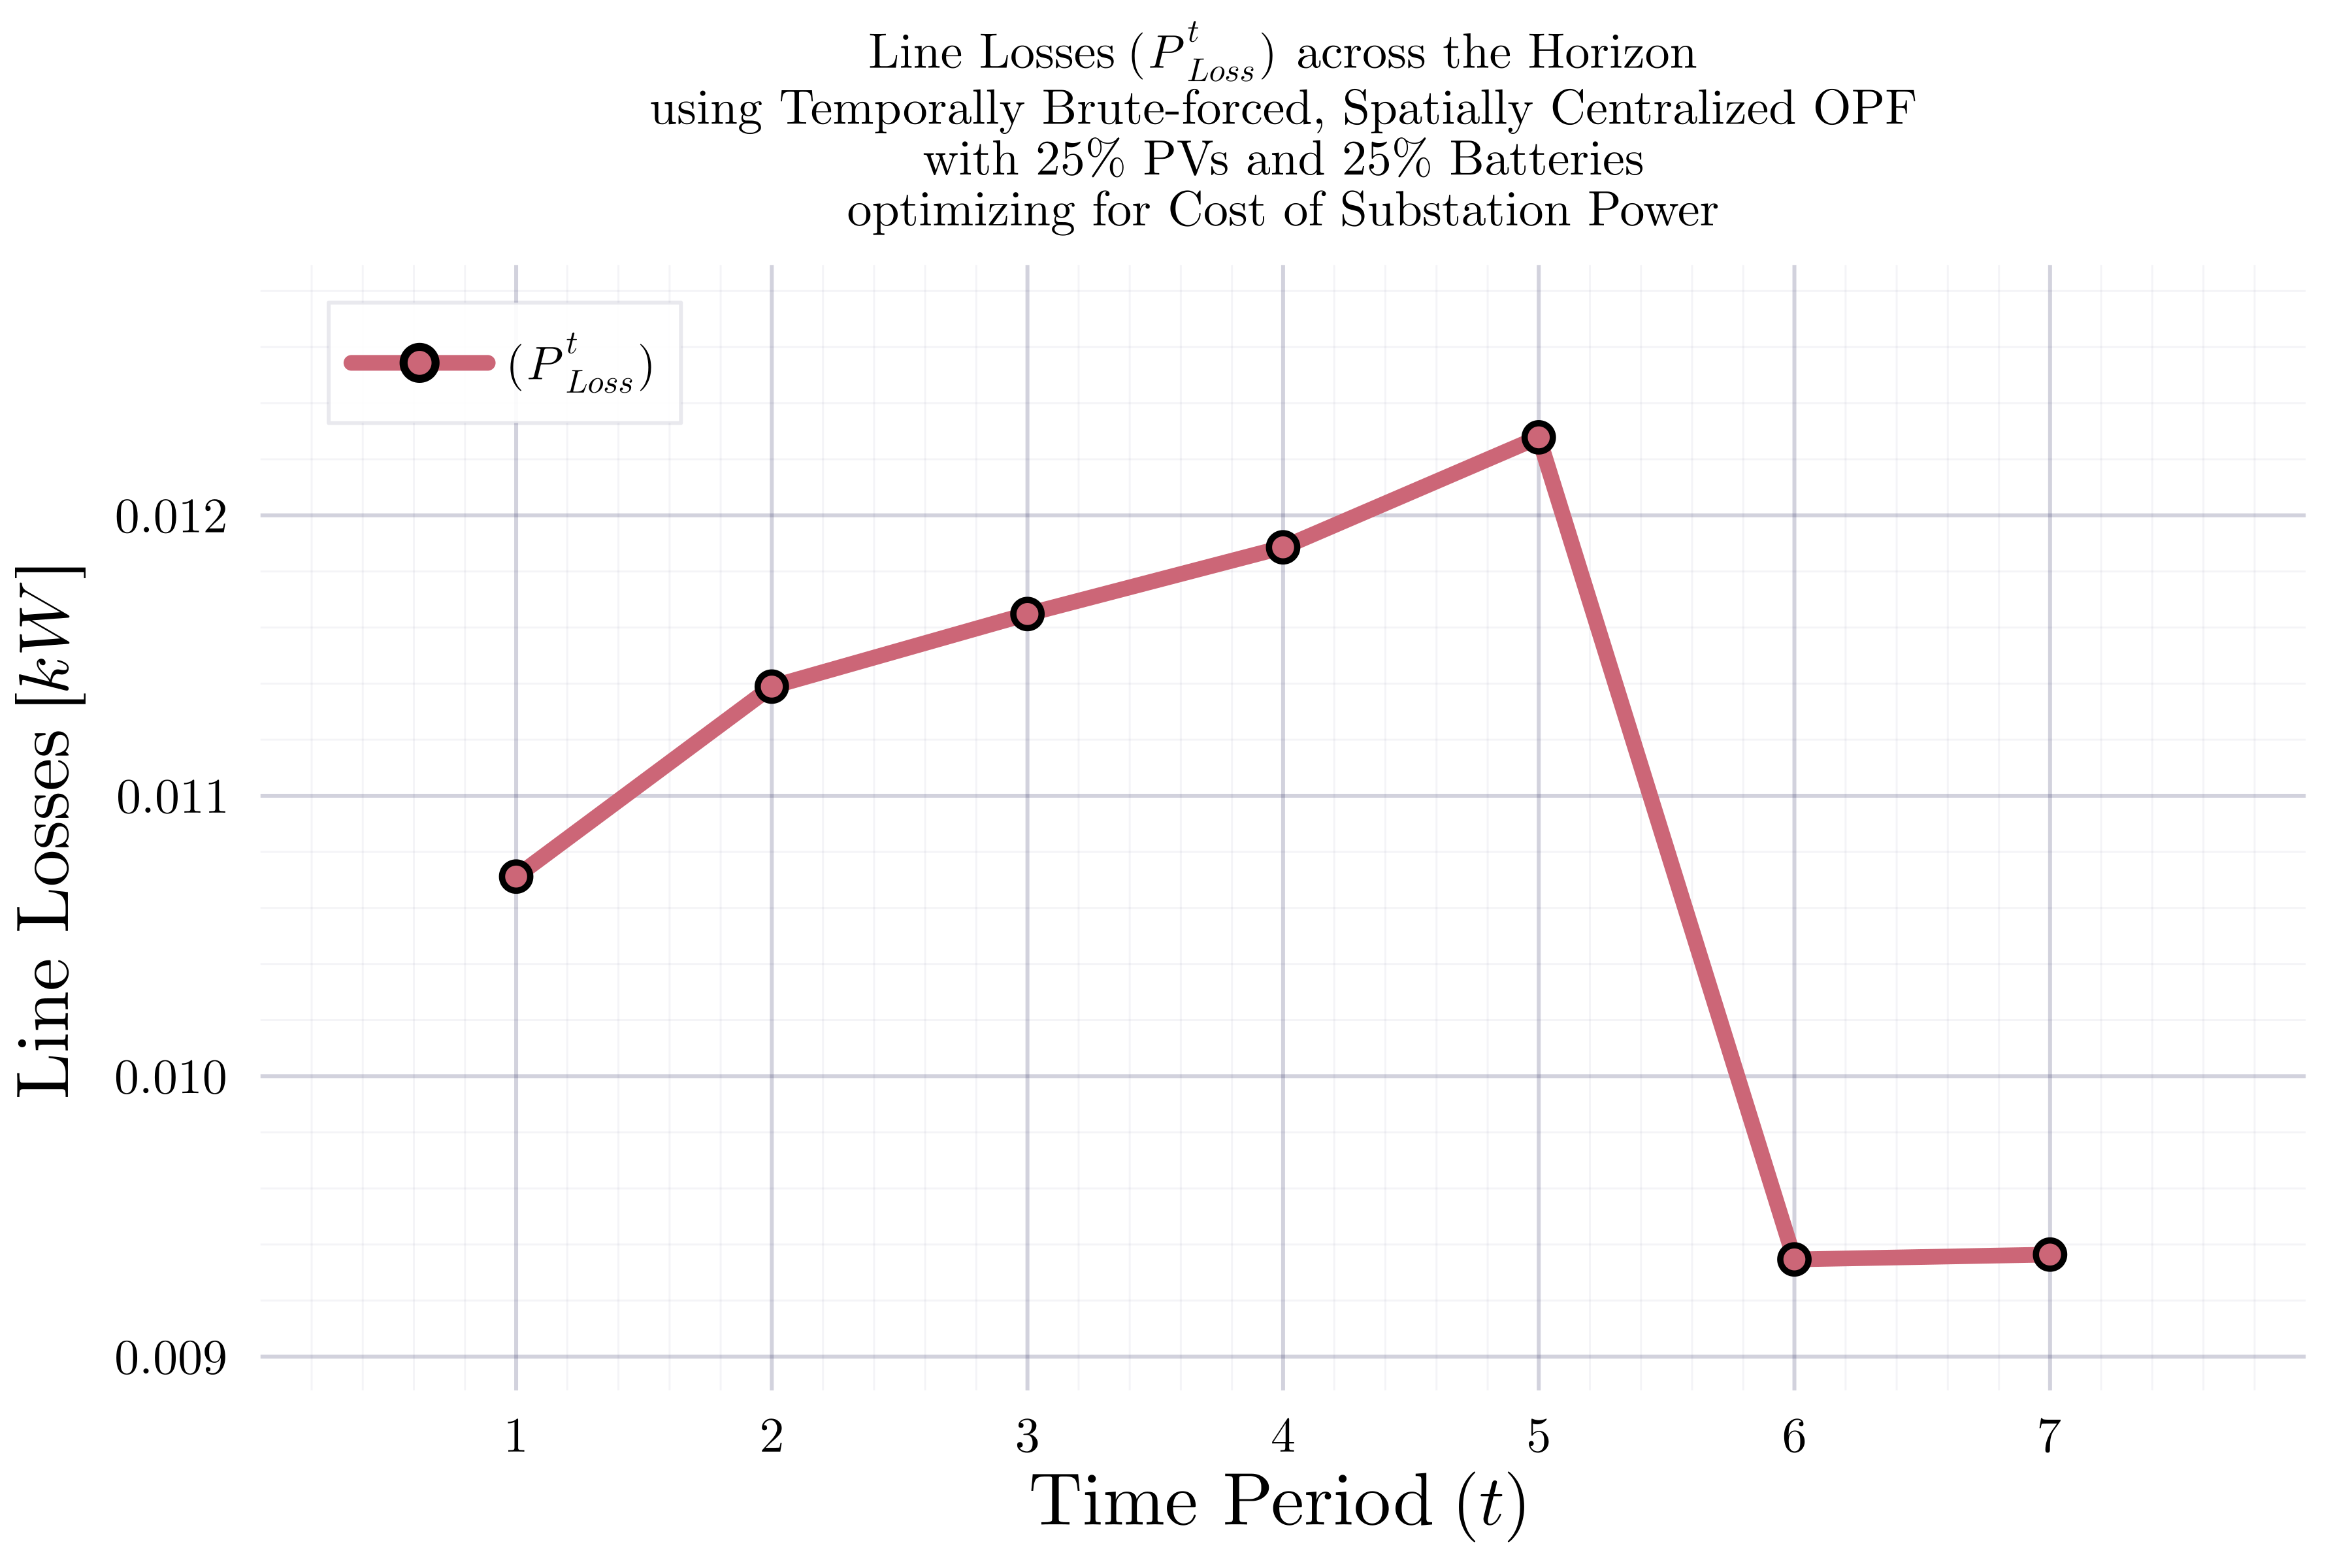 Line Losses (P^t_Loss) across the Horizon
using Temporally Brute-forced, Spatially Centralized OPF
with 25% PVs and 25% Batteries
optimizing for Cost of Substation Power
(P^t_Loss)
Line Losses [kW]
0.012
0.011
0.010
0.009
1 2 3 4 5 6 7
Time Period (t)